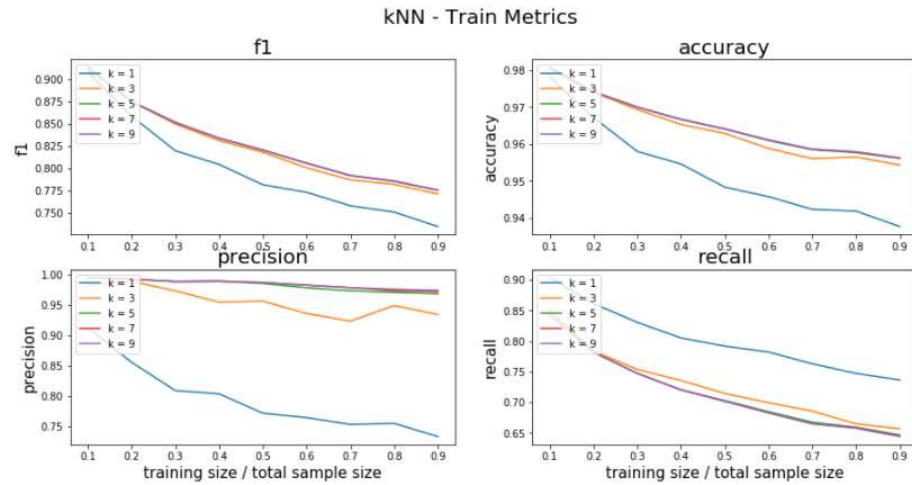 kNN - Train Metrics
f1
f1
0.900
0.875
0.850
0.825
0.800
0.775
0.750
k = 1
k = 3
k = 5
k = 7
k = 9
0.1 0.2 0.3 0.4 0.5 0.6 0.7 0.8 0.9
accuracy
accuracy
0.98
0.97
0.96
0.95
0.94
k = 1
k = 3
k = 5
k = 7
k = 9
0.1 0.2 0.3 0.4 0.5 0.6 0.7 0.8 0.9
precision
precision
1.00
0.95
0.90
0.85
0.80
0.75
k = 1
k = 3
k = 5
k = 7
k = 9
0.1 0.2 0.3 0.4 0.5 0.6 0.7 0.8 0.9
training size / total sample size
recall
recall
0.90
0.85
0.80
0.75
0.70
0.65
k = 1
k = 3
k = 5
k = 7
k = 9
0.1 0.2 0.3 0.4 0.5 0.6 0.7 0.8 0.9
training size / total sample size